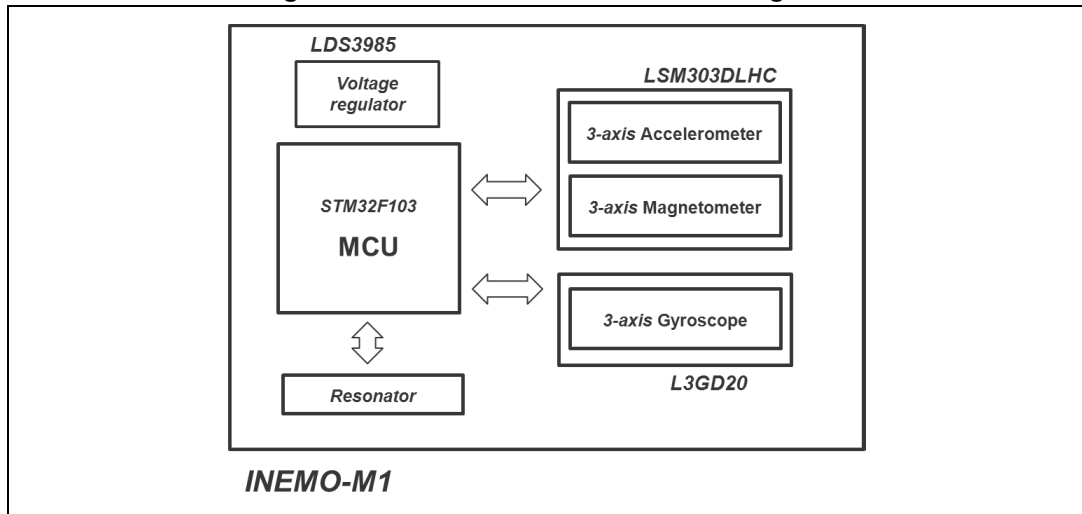 LDS3985
Voltage
regulator
LSM303DLHC
3-axis Accelerometer
3-axis Magnetometer
STM32F103
MCU
3-axis Gyroscope
L3GD20
Resonator
INEMO-M1